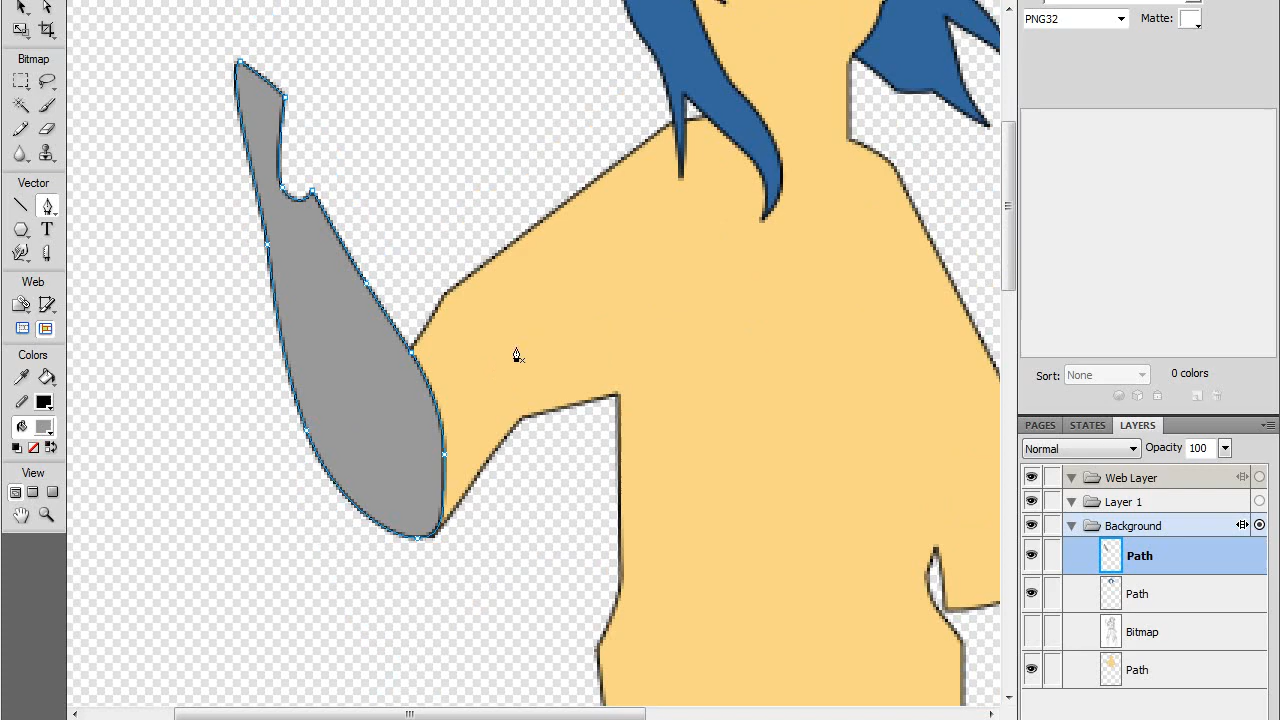 PNG32
Matte:
Bitmap
Vector
T
Web
Colors
View
Sort:
None
0 colors
PAGES
STATES
LAYERS
Normal
Opacity
100
Web Layer
Layer 1
Background
Path
Path
Bitmap
Path